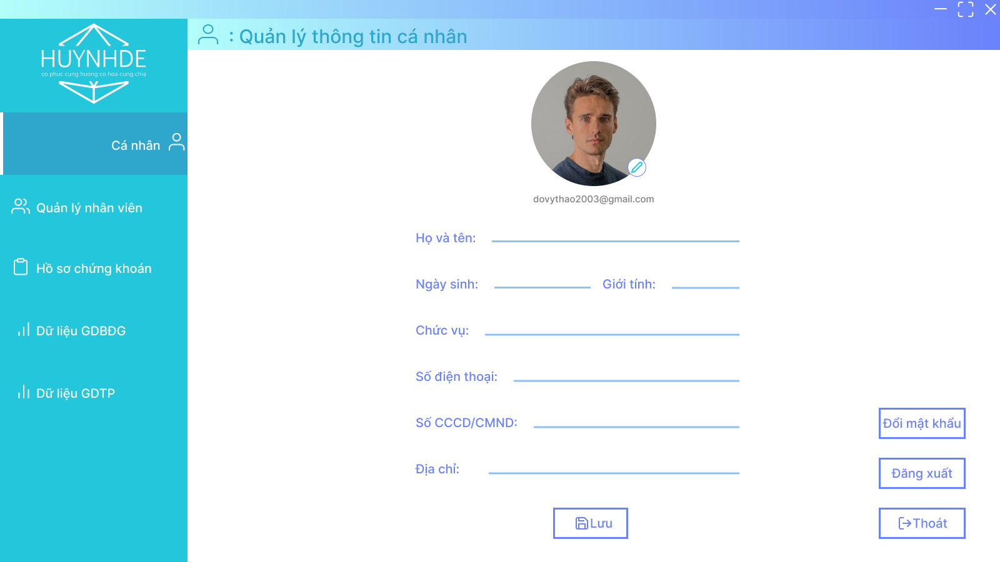 HUYNHDE
co phuc cung huong co hoa cung chia
: Quản lý thông tin cá nhân
Cá nhân
Quản lý nhân viên
Hồ sơ chứng khoán
Dữ liệu GDBĐG
Dữ liệu GDTP
dovythao2003@gmail.com
Họ và tên:
Ngày sinh: Giới tính:
Chức vụ:
Số điện thoại:
Số CCCD/CMND:
Địa chỉ:
Đổi mật khẩu
Đăng xuất
Lưu
Thoát